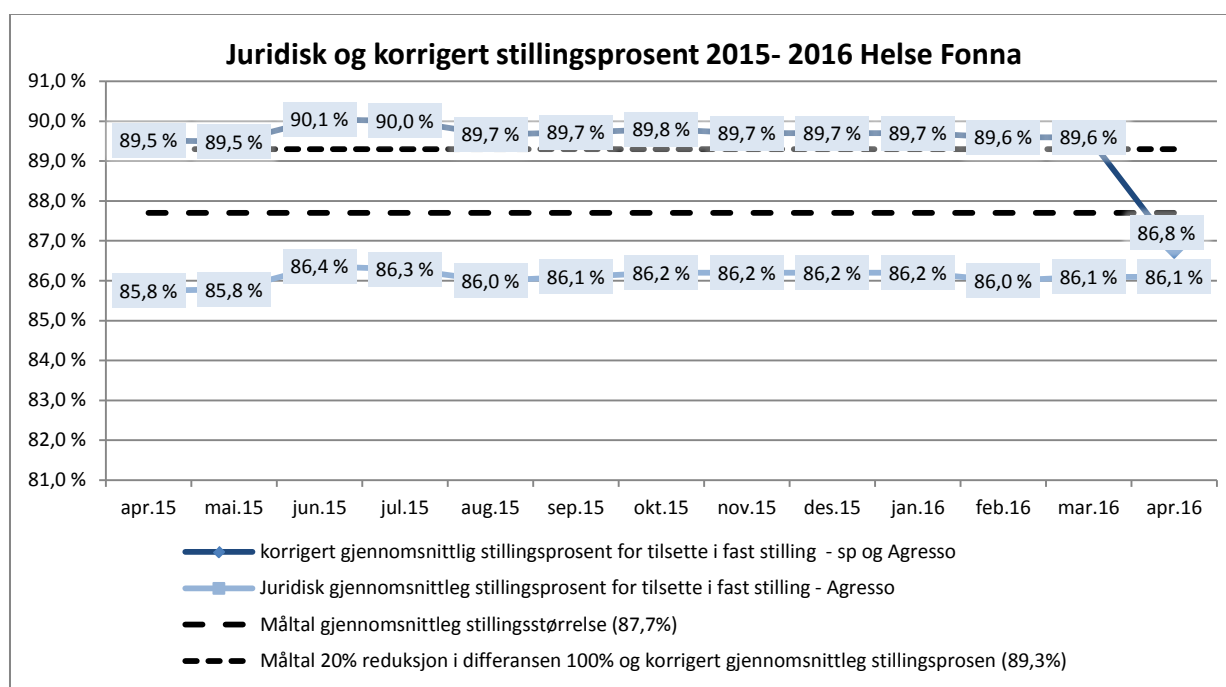 Juridisk og korrigert stillingsprosent 2015- 2016 Helse Fonna
91,0 %
90,0 %
89,0 %
88,0 %
87,0 %
86,0 %
85,0 %
84,0 %
83,0 %
82,0 %
81,0 %
89,5 % 89,5 % 90,1 % 90,0 % 89,7 % 89,7 % 89,8 % 89,7 % 89,7 % 89,7 % 89,6 % 89,6 % 86,8 %
85,8 % 85,8 % 86,4 % 86,3 % 86,0 % 86,1 % 86,2 % 86,2 % 86,2 % 86,2 % 86,0 % 86,1 % 86,1 %
apr.15 mai.15 jun.15 jul.15 aug.15 sep.15 okt.15 nov.15 des.15 jan.16 feb.16 mar.16 apr.16
korrigert gjennomsnittlig stillingsprosent for tilsette i fast stilling - sp og Agresso
Juridisk gjennomsnittleg stillingsprosent for tilsette i fast stilling - Agresso
Måltal gjennomsnittleg stillingsstørrelse (87,7%)
Måltal 20% reduksjon i differansen 100% og korrigert gjennomsnittleg stillingsprosen (89,3%)